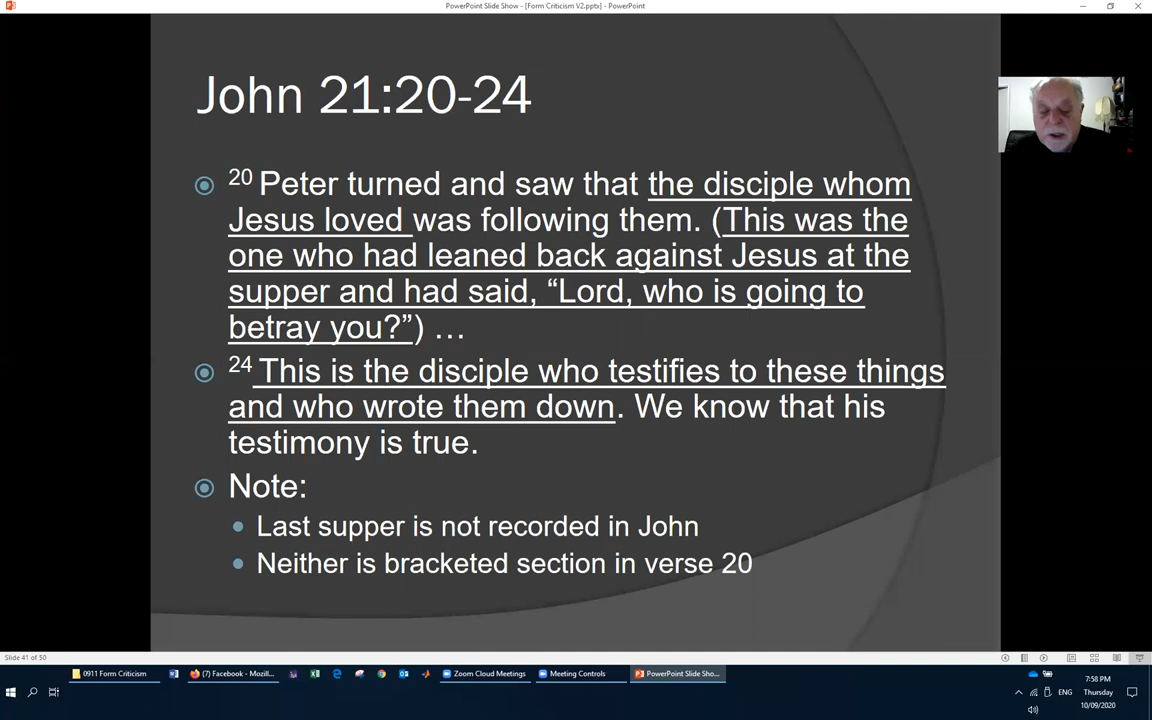 PowerPoint Slide Show - [Form Criticism V2.pptx] - PowerPoint
John 21:20-24
20 Peter turned and saw that the disciple whom
Jesus loved was following them. (This was the
one who had leaned back against Jesus at the
supper and had said, “Lord, who is going to
betray you?”) …
24 This is the disciple who testifies to these things
and who wrote them down. We know that his
testimony is true.
Note:
Last supper is not recorded in John
Neither is bracketed section in verse 20
Slide 41 of 50
0911 Form Criticism
(7) Facebook - Mozil...
Zoom Cloud Meetings
Meeting Controls
PowerPoint Slide Sho...
7:58 PM
ENG
Thursday
10/09/2020